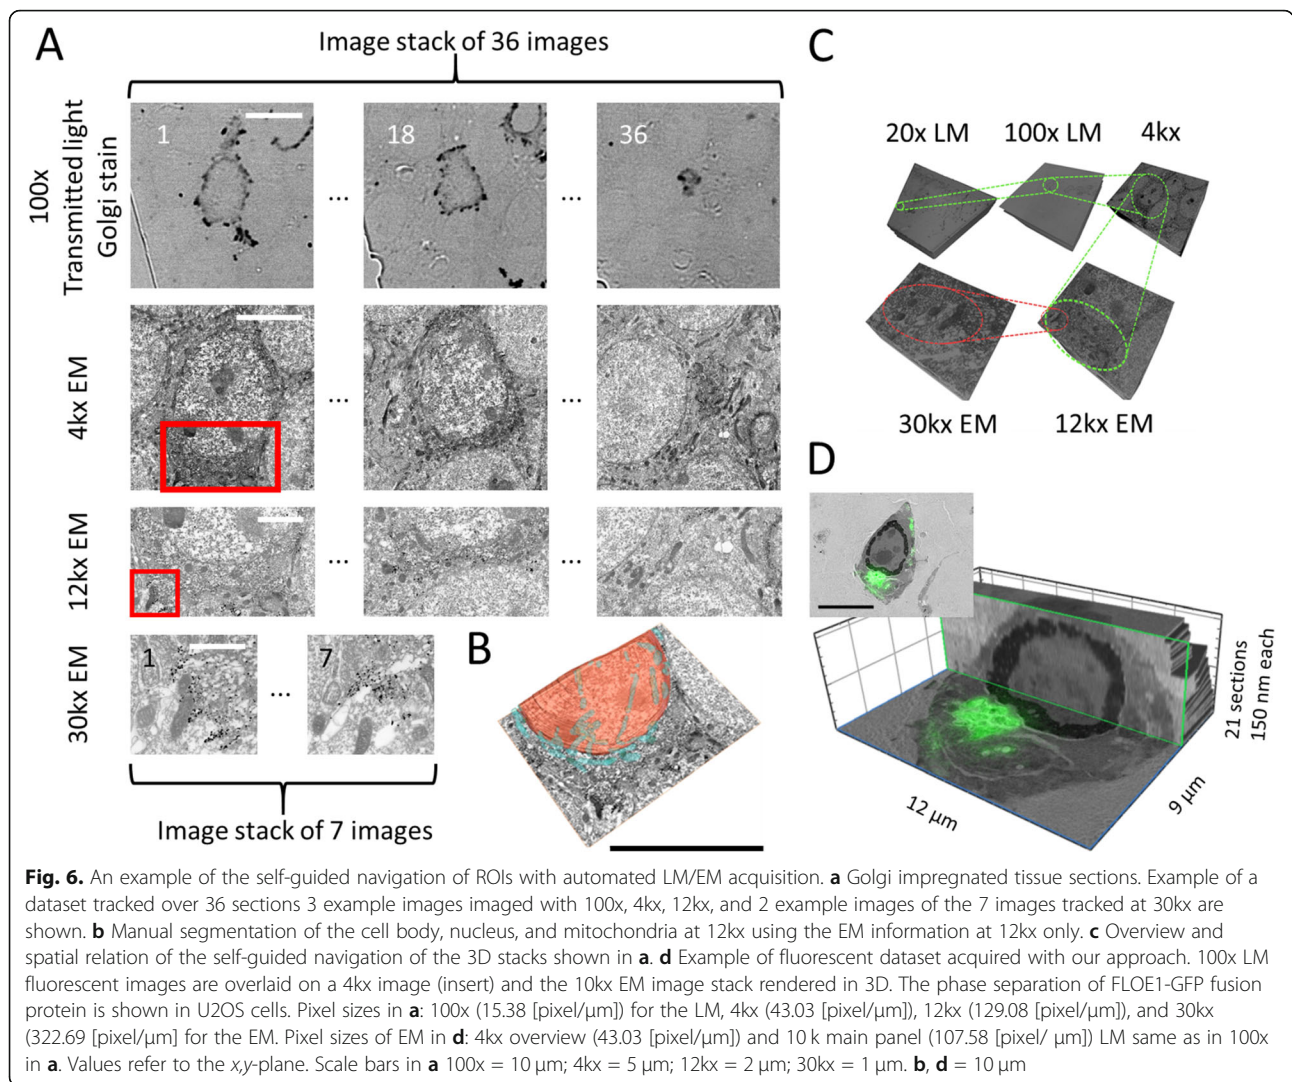 A
Image stack of 36 images
100x
Transmitted light
Golgi stain
1
18
36
...
...
4kx EM
...
...
12kx EM
...
...
30kx EM
1
7
...
Image stack of 7 images
B
C
20x LM
100x LM
4kx
30kx EM
12kx EM
D
21 sections
150 nm each
12 µm
9 µm
Fig. 6. An example of the self-guided navigation of ROIs with automated LM/EM acquisition. a Golgi impregnated tissue sections. Example of a
dataset tracked over 36 sections 3 example images imaged with 100x, 4kx, 12kx, and 2 example images of the 7 images tracked at 30kx are
shown. b Manual segmentation of the cell body, nucleus, and mitochondria at 12kx using the EM information at 12kx only. c Overview and
spatial relation of the self-guided navigation of the 3D stacks shown in a. d Example of fluorescent dataset acquired with our approach. 100x LM
fluorescent images are overlaid on a 4kx image (insert) and the 10kx EM image stack rendered in 3D. The phase separation of FLOE1-GFP fusion
protein is shown in U2OS cells. Pixel sizes in a: 100x (15.38 [pixel/µm]) for the LM, 4kx (43.03 [pixel/µm]), 12kx (129.08 [pixel/µm]), and 30kx
(322.69 [pixel/µm] for the EM. Pixel sizes of EM in d: 4kx overview (43.03 [pixel/µm]) and 10 k main panel (107.58 [pixel/ µm]) LM same as in 100x
in a. Values refer to the x,y-plane. Scale bars in a 100x = 10 µm; 4kx = 5 µm; 12kx = 2 µm; 30kx = 1 µm. b, d = 10 µm